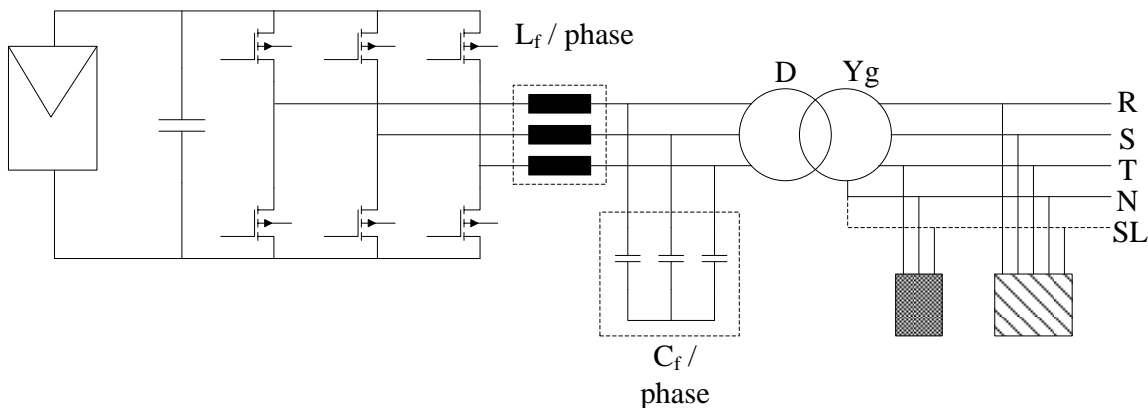 L_f / phase
D
Yg
R
S
T
N
SL
C_f /
phase